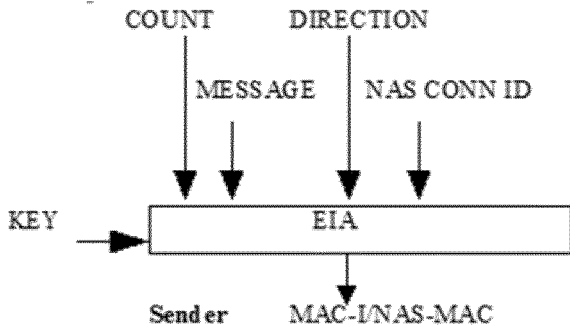 COUNT DIRECTION
MESSAGE NAS CONN ID
KEY EIA
Sender MAC-I/NAS-MAC